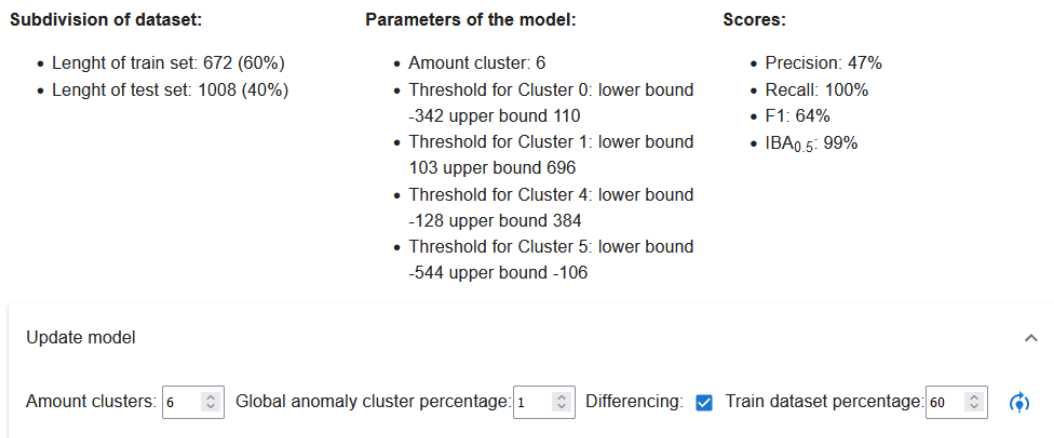 Subdivision of dataset:
• Lenght of train set: 672 (60%)
• Lenght of test set: 1008 (40%)
Parameters of the model:
• Amount cluster: 6
• Threshold for Cluster 0: lower bound
-342 upper bound 110
• Threshold for Cluster 1: lower bound
103 upper bound 696
• Threshold for Cluster 4: lower bound
-128 upper bound 384
• Threshold for Cluster 5: lower bound
-544 upper bound -106
Scores:
• Precision: 47%
• Recall: 100%
• F1: 64%
• IBA0.5: 99%
Update model
Amount clusters: 6 Global anomaly cluster percentage: 1 Differencing: Train dataset percentage: 60